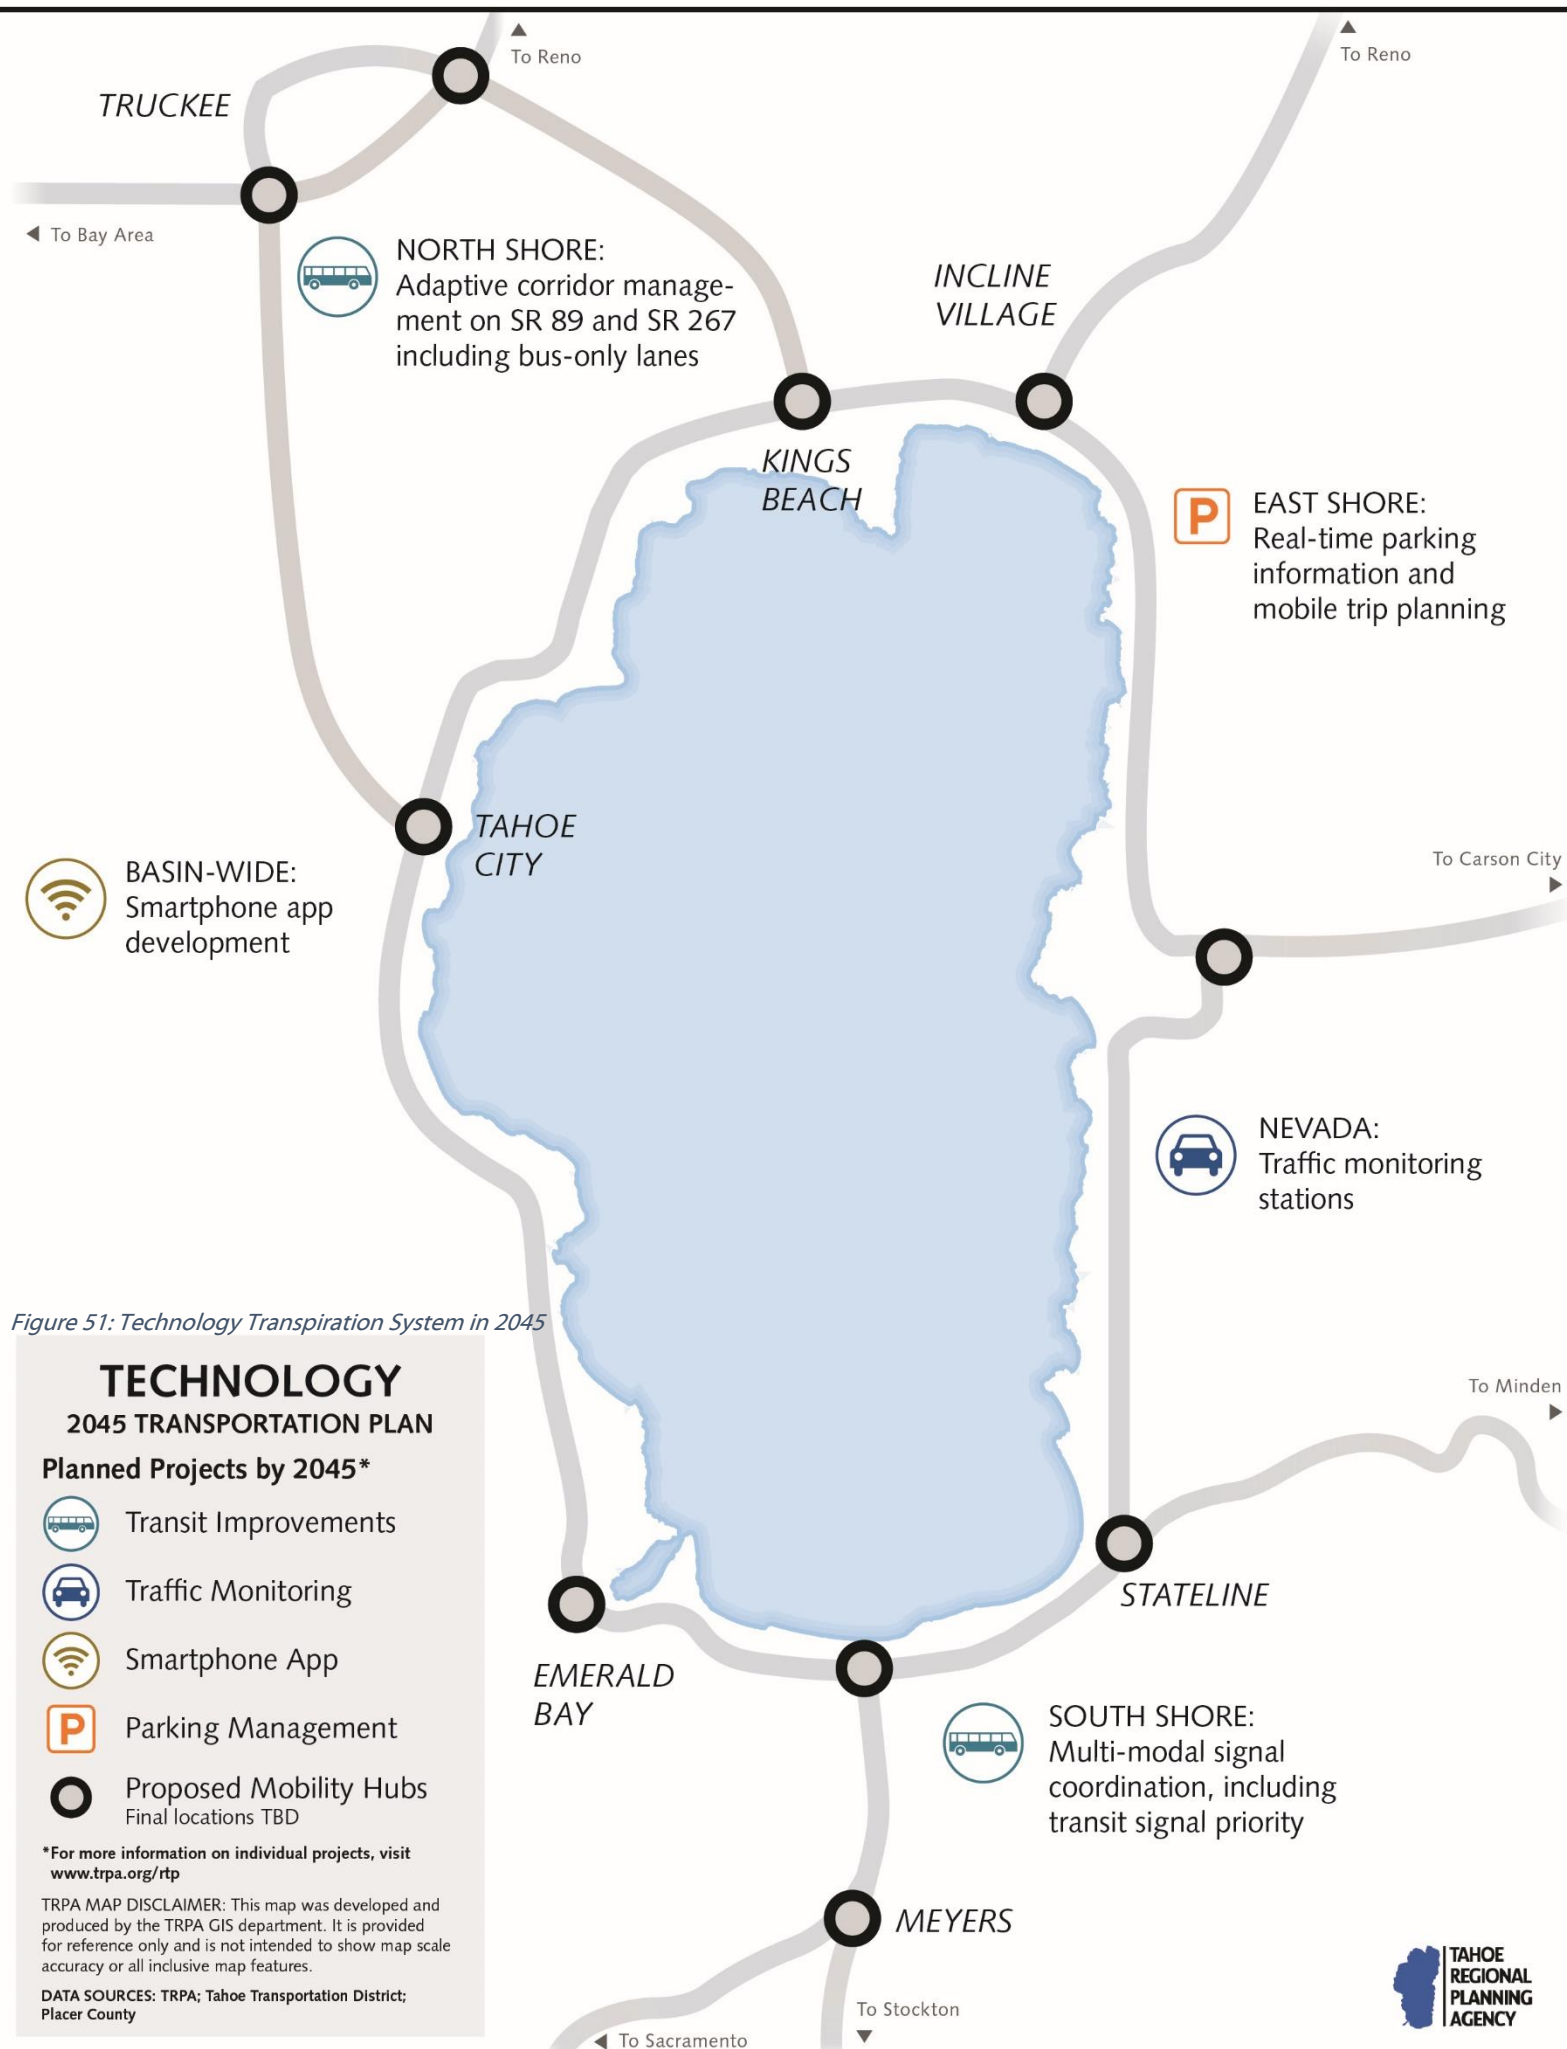 To Reno
To Reno
TRUCKEE
To Bay Area
NORTH SHORE:
Adaptive corridor manage-
ment on SR 89 and SR 267
including bus-only lanes
INCLINE
VILLAGE
KINGS
BEACH
P
EAST SHORE:
Real-time parking
information and
mobile trip planning
TAHOE
CITY
BASIN-WIDE:
Smartphone app
development
To Carson City
NEVADA:
Traffic monitoring
stations
Figure 51: Technology Transpiration System in 2045
TECHNOLOGY
2045 TRANSPORTATION PLAN
Planned Projects by 2045*
Transit Improvements
Traffic Monitoring
Smartphone App
P
Parking Management
Proposed Mobility Hubs
Final locations TBD
*For more information on individual projects, visit
www.trpa.org/rtp
TRPA MAP DISCLAIMER: This map was developed and
produced by the TRPA GIS department. It is provided
for reference only and is not intended to show map scale
accuracy or all inclusive map features.
DATA SOURCES: TRPA; Tahoe Transportation District;
Placer County
To Minden
STATELINE
EMERALD
BAY
SOUTH SHORE:
Multi-modal signal
coordination, including
transit signal priority
MEYERS
To Stockton
To Sacramento
TAHOE
REGIONAL
PLANNING
AGENCY